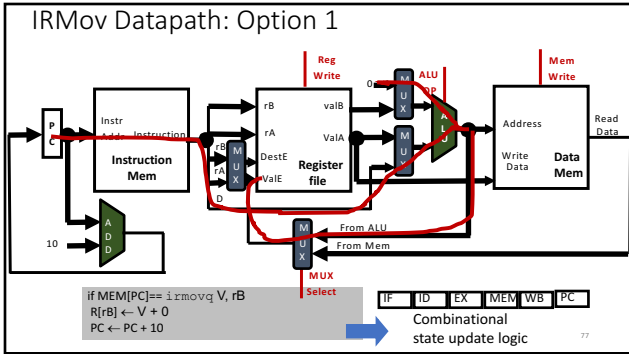 IRMov Datapath: Option 1
Reg
Write
ALU
OP
Mem
Write
0
M
U
X
P
C
Instr
Addr
Instruction
Instruction
Mem
rB
rA
rB
rA
D
M
U
X
DestE
ValE
valB
ValA
Register
file
M
U
X
A
L
U
Address
Write
Data
Data
Mem
Read
Data
A
D
D
10
M
U
X
From ALU
From Mem
MUX
Select
if MEM[PC]== irmovq V, rB
R[rB] ← V + 0
PC ← PC + 10
IF ID EX MEM WB PC
Combinational
state update logic
77